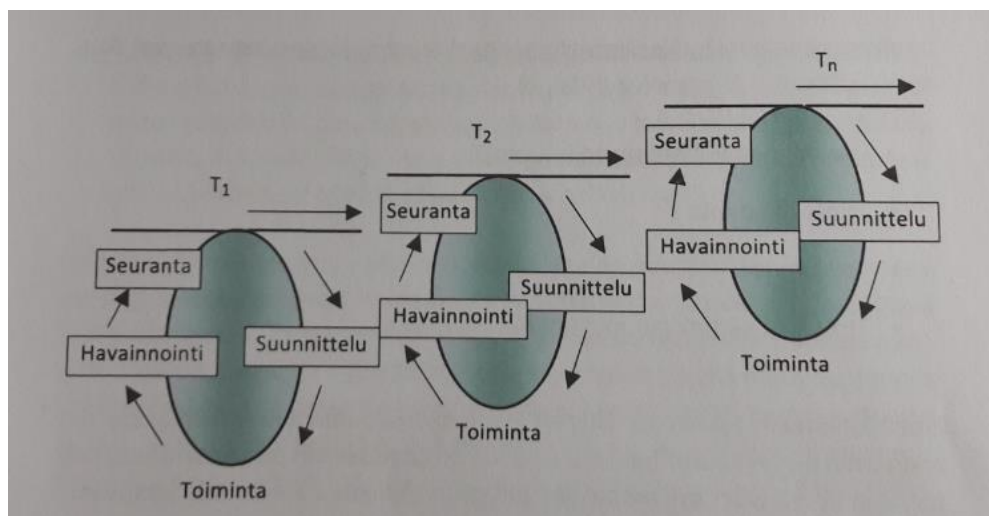 T1
Seuranta
Havainnointi
Suunnittelu
Toiminta
T2
Seuranta
Havainnointi
Suunnittelu
Toiminta
Tn
Seuranta
Havainnointi
Suunnittelu
Toiminta